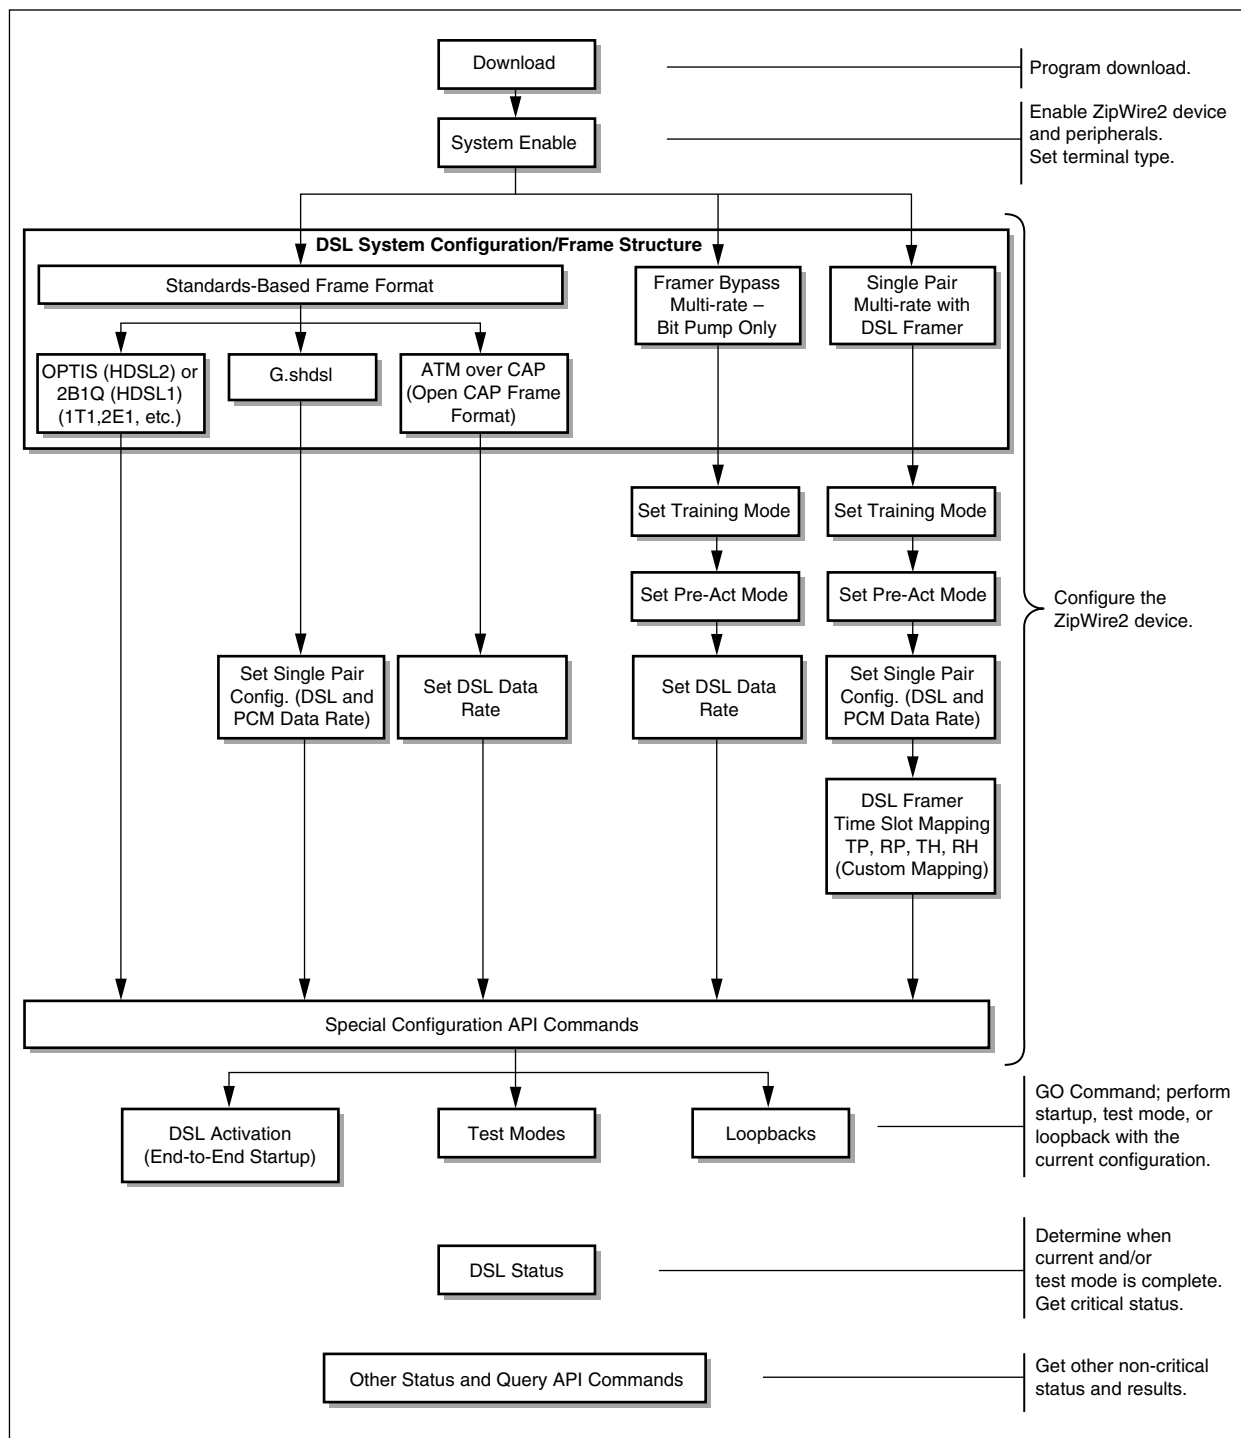 Download
Program download.
System Enable
Enable ZipWire2 device
and peripherals.
Set terminal type.
DSL System Configuration/Frame Structure
Standards-Based Frame Format
Framer Bypass
Multi-rate –
Bit Pump Only
Single Pair
Multi-rate with
DSL Framer
OPTIS (HDSL2) or
2B1Q (HDSL1)
(1T1,2E1, etc.)
G.shdsl
ATM over CAP
(Open CAP Frame
Format)
Set Training Mode
Set Training Mode
Set Pre-Act Mode
Set Pre-Act Mode
Configure the
ZipWire2 device.
Set Single Pair
Config. (DSL and
PCM Data Rate)
Set DSL Data
Rate
Set DSL Data
Rate
Set Single Pair
Config. (DSL and
PCM Data Rate)
DSL Framer
Time Slot Mapping
TP, RP, TH, RH
(Custom Mapping)
Special Configuration API Commands
DSL Activation
(End-to-End Startup)
Test Modes
Loopbacks
GO Command; perform
startup, test mode, or
loopback with the
current configuration.
DSL Status
Determine when
current and/or
test mode is complete.
Get critical status.
Other Status and Query API Commands
Get other non-critical
status and results.